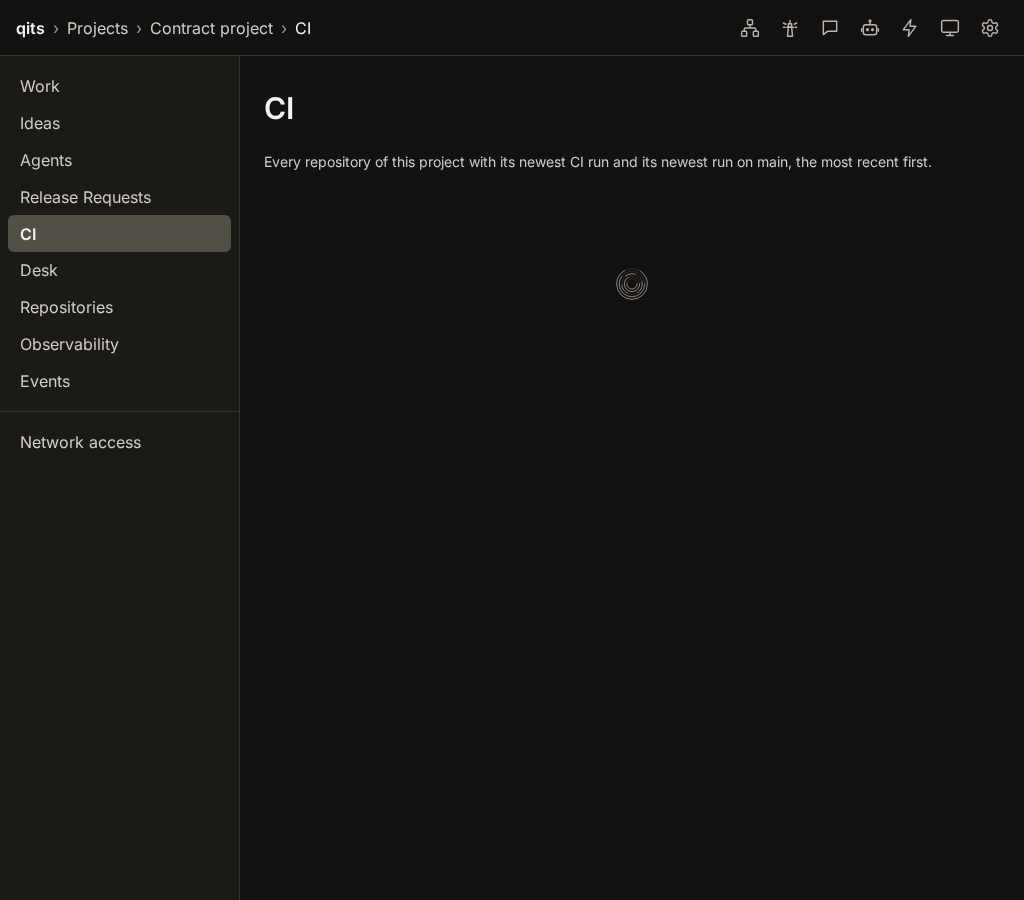 qits › Projects › Contract project › CI
Work
Ideas
Agents
Release Requests
CI
Desk
Repositories
Observability
Events
Network access
CI
Every repository of this project with its newest CI run and its newest run on main, the most recent first.